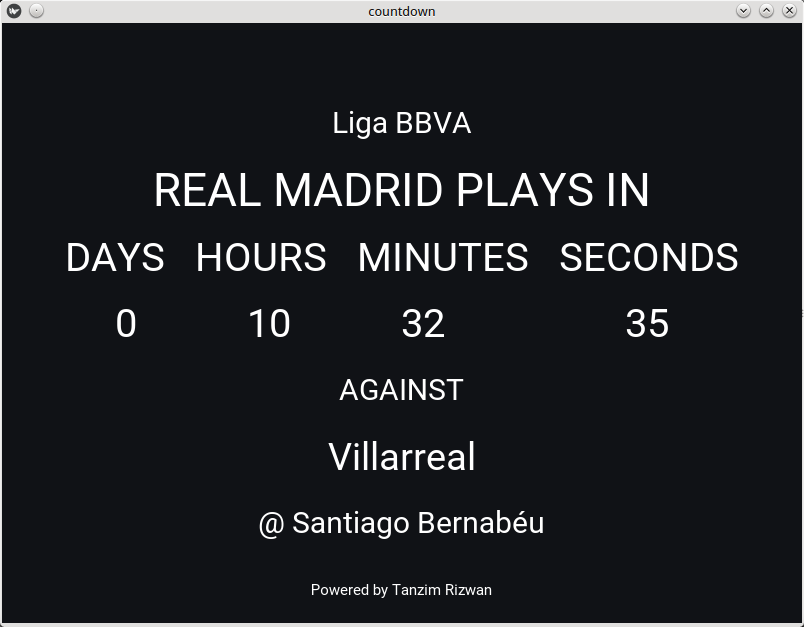 countdown
Liga BBVA
REAL MADRID PLAYS IN
DAYS HOURS MINUTES SECONDS
0 10 32 35
AGAINST
Villarreal
@ Santiago Bernabéu
Powered by Tanzim Rizwan